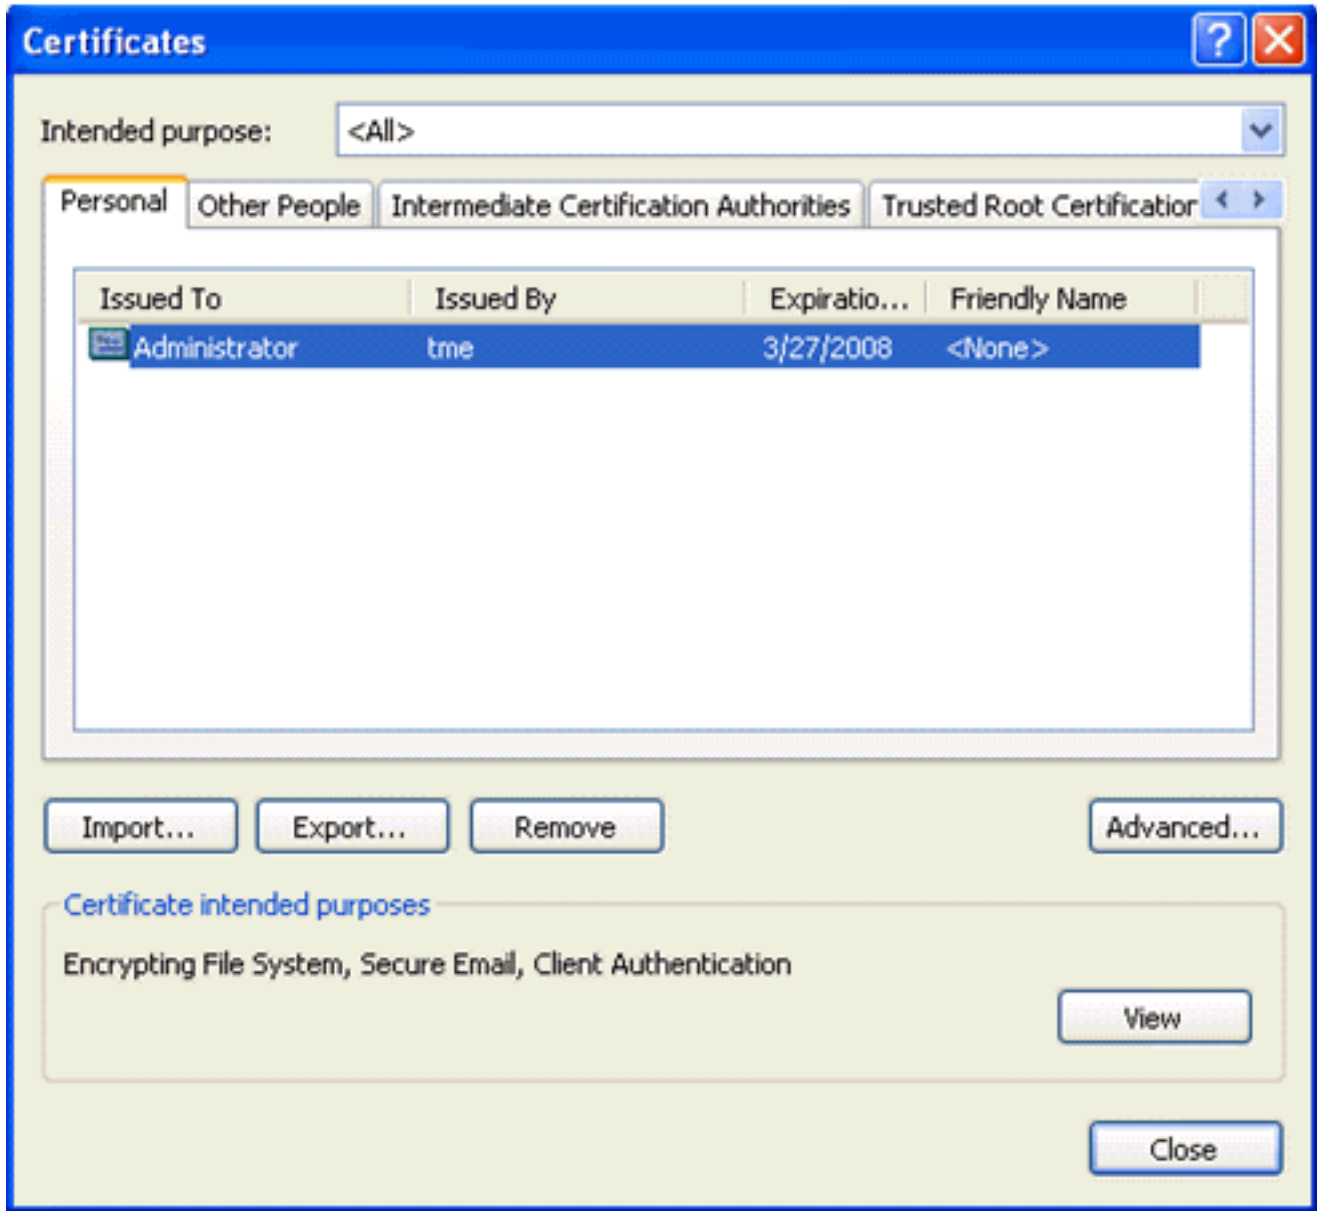 Certificates
Intended purpose: <All>
Personal Other People Intermediate Certification Authorities Trusted Root Certification
Issued To Issued By Expiratio... Friendly Name
Administrator tme 3/27/2008 <None>
Import... Export... Remove Advanced...
Certificate intended purposes
Encrypting File System, Secure Email, Client Authentication
View
Close